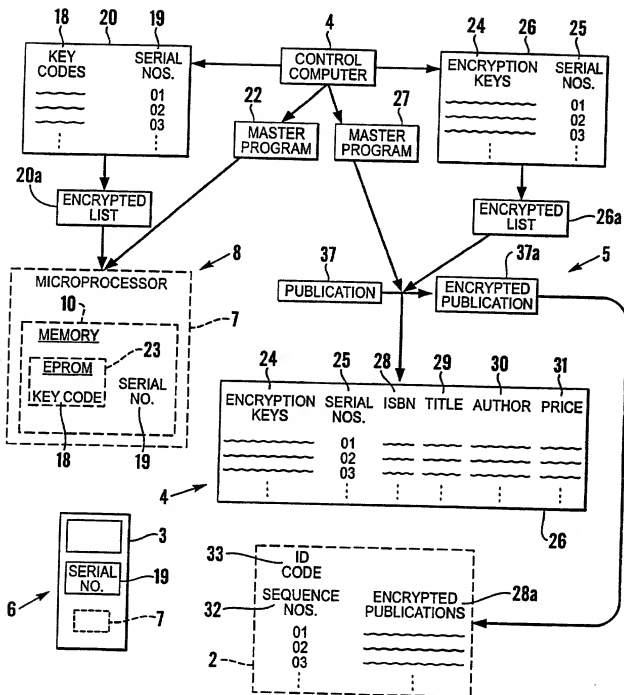 18 20 19 4 24 26 25
KEY CODES SERIAL NOS.
01
02
03
CONTROL COMPUTER
ENCRYPTION KEYS SERIAL NOS.
01
02
03
22 27
MASTER PROGRAM MASTER PROGRAM
20a
ENCRYPTED LIST
ENCRYPTED LIST
26a
8
MICROPROCESSOR
10 7
MEMORY
23
EPROM
KEY CODE
SERIAL NO.
18 19
37 37a 5
PUBLICATION ENCRYPTED PUBLICATION
24 25 28 29 30 31
ENCRYPTION KEYS SERIAL NOS. ISBN TITLE AUTHOR PRICE
01
02
03
4 26
3
SERIAL NO. 19
6 7
33 ID CODE
32 SEQUENCE NOS. ENCRYPTED PUBLICATIONS 28a
01
02
03
2